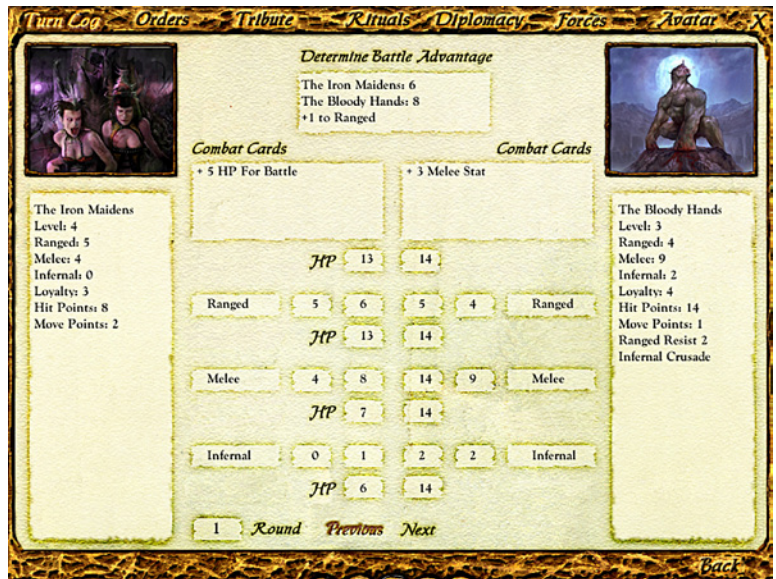 Turn Log Orders Tribute Rituals Diplomacy Forces Avatar X
Determine Battle Advantage
The Iron Maidens: 6
The Bloody Hands: 8
+1 to Ranged
Combat Cards
Combat Cards
+ 5 HP For Battle
+ 3 Melee Stat
The Iron Maidens
Level: 4
Ranged: 5
Melee: 4
Infernal: 0
Loyalty: 3
Hit Points: 8
Move Points: 2
HP 13 14
Ranged 5 6 5 4 Ranged
HP 13 14
Melee 4 8 14 9 Melee
HP 7 14
Infernal 0 1 2 2 Infernal
HP 6 14
1 Round Previous Next
The Bloody Hands
Level: 3
Ranged: 4
Melee: 9
Infernal: 2
Loyalty: 4
Hit Points: 14
Move Points: 1
Ranged Resist 2
Infernal Crusade
Back